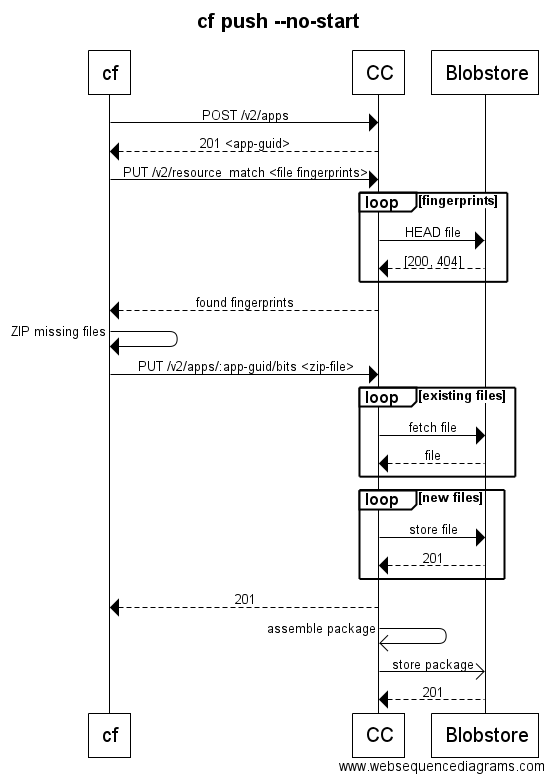 cf push --no-start
cf
CC
Blobstore
POST /v2/apps
201 <app-guid>
PUT /v2/resource_match <file fingerprints>
loop [fingerprints]
HEAD file
[200, 404]
found fingerprints
ZIP missing files
PUT /v2/apps/:app-guid/bits <zip-file>
loop [existing files]
fetch file
file
loop [new files]
store file
201
201
assemble package
store package
201
cf
CC
Blobstore
www.websequencediagrams.com